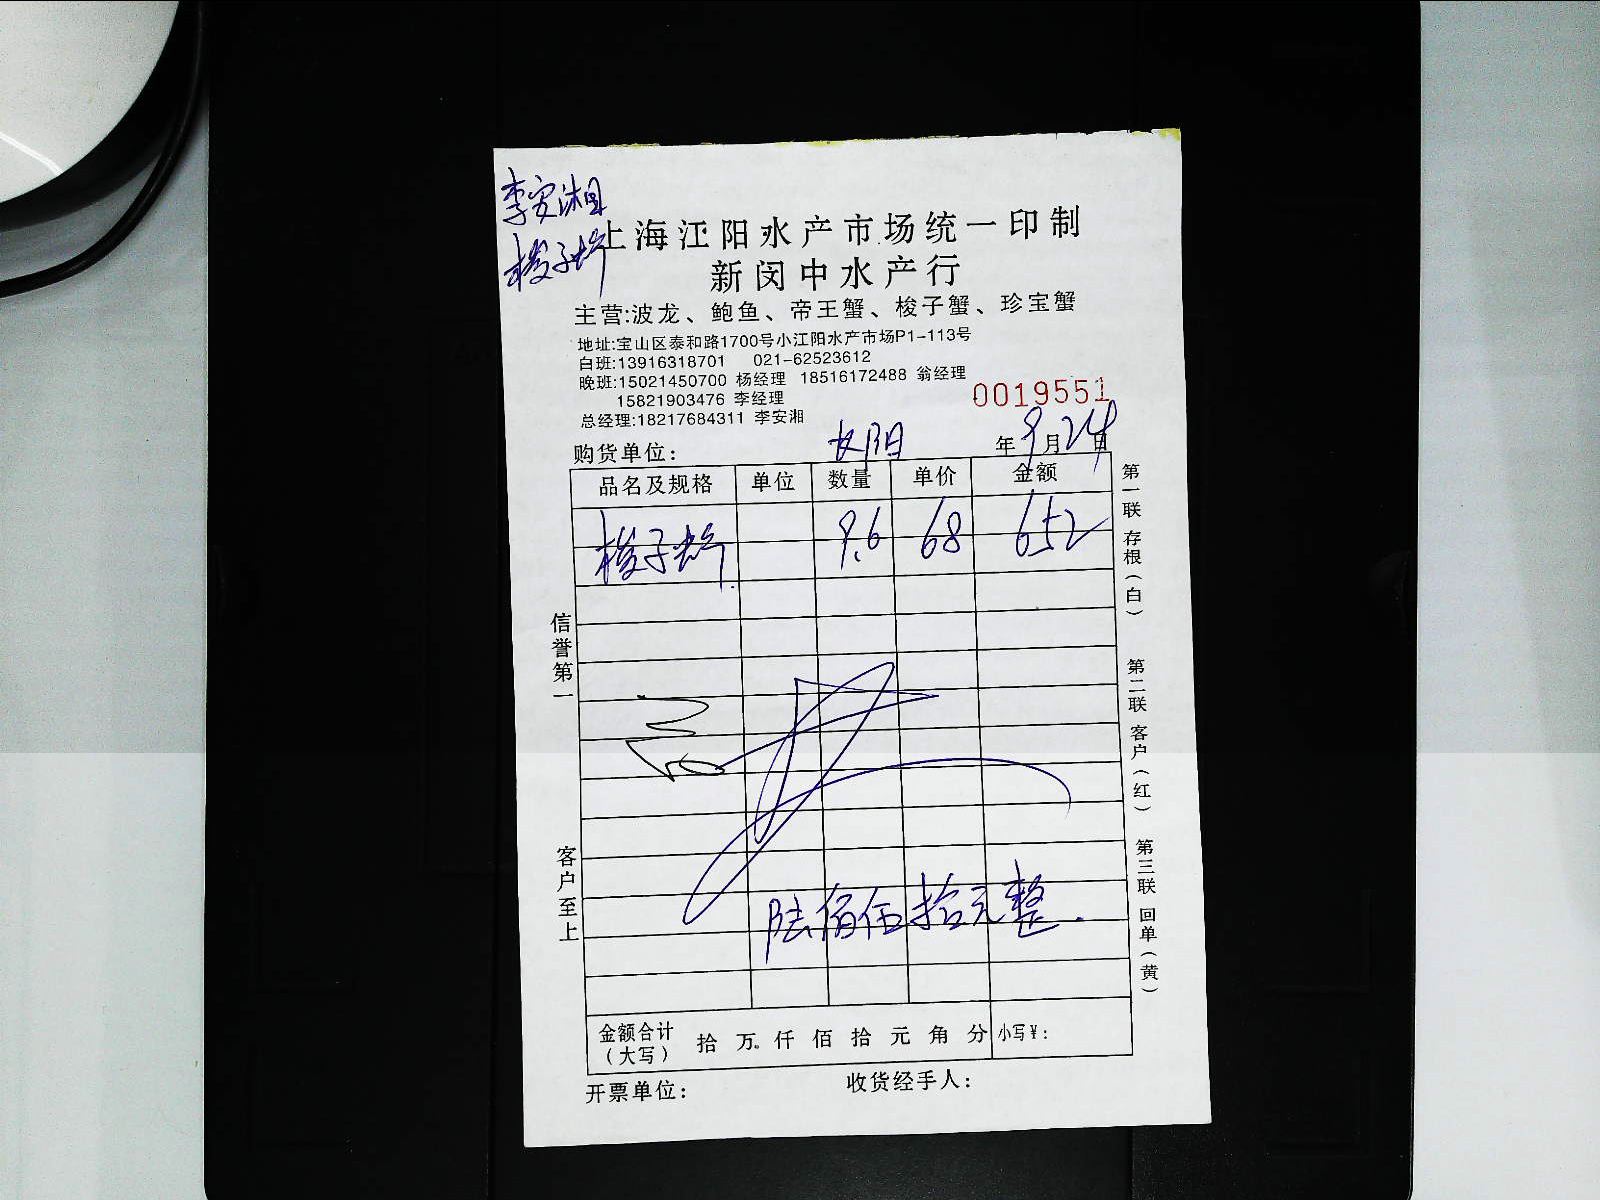 李安湘
梭子蟹
上海江阳水产市场统一印制
新闵中水产行
主营:波龙、鲍鱼、帝王蟹、梭子蟹、珍宝蟹
地址:宝山区泰和路1700号小江阳水产市场P1-113号
白班:13916318701 021-62523612
晚班:15021450700 杨经理 18516172488 翁经理
15821903476 李经理
总经理:18217684311 李安湘
0019551
购货单位: 年9月24日
品名及规格 单位 数量 单价 金额
梭子蟹 9.6 68 652
信誉第一
客户至上
第一联 存根(白)
第二联 客户(红)
第三联 回单(黄)
陆佰伍拾元整.
金额合计(大写) 拾 万 仟 佰 拾 元 角 分 小写¥:
开票单位: 收货经手人: